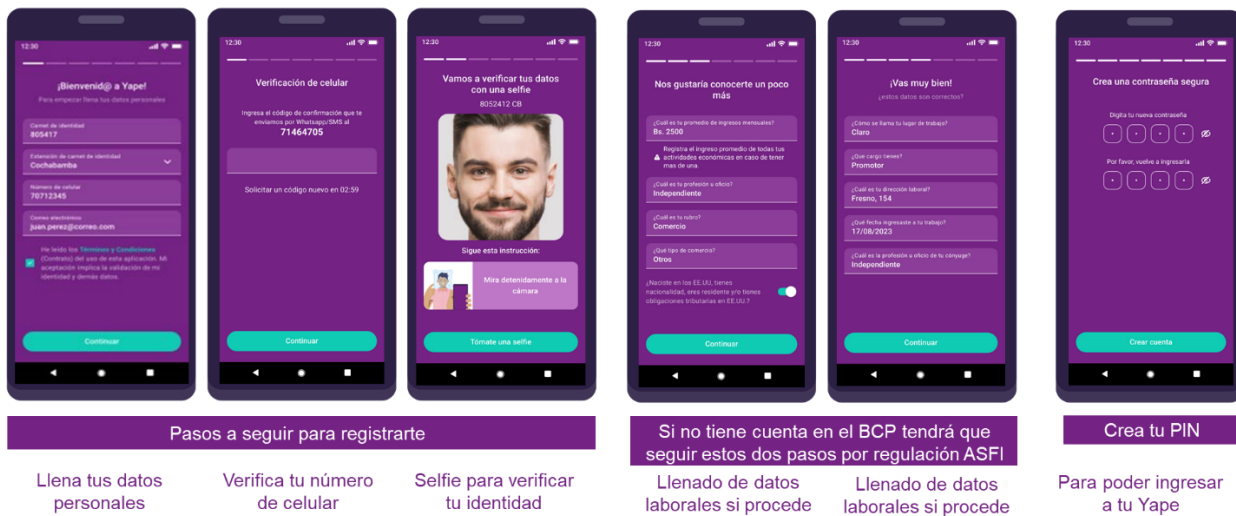 12:30
¡Bienvenid@ a Yape!
Para empezar llena tus datos personales
Carnet de identidad
805417
Extensión de carnet de identidad
Cochabamba
Número de celular
70712345
Correo electrónico
juan.perez@correo.com
He leído los Términos y Condiciones
(Contrato) del uso de esta aplicación. Mi
aceptación implica la validación de mi
identidad y demás datos.
Continuar
12:30
Verificación de celular
Ingresa el código de confirmación que te
enviamos por Whatsapp/SMS al
71464705
Solicitar un código nuevo en 02:59
Continuar
12:30
Vamos a verificar tus datos
con una selfie
8052412 CB
Sigue esta instrucción:
Mira detenidamente a la
cámara
Tómate una selfie
Pasos a seguir para registrarte
Llena tus datos
personales
Verifica tu número
de celular
Selfie para verificar
tu identidad
12:30
Nos gustaría conocerte un poco
más
¿Cuál es tu promedio de ingresos mensuales?
Bs. 2500
Registra el ingreso promedio de todas tus
actividades económicas en caso de tener
mas de una.
¿Cuál es tu profesión u oficio?
Independiente
¿Cuál es tu rubro?
Comercio
¿Qué tipo de comercio?
Otros
¿Naciste en los EE.UU, tienes
nacionalidad, eres residente y/o tienes
obligaciones tributarias en EE.UU.?
Continuar
12:30
¡Vas muy bien!
¿estos datos son correctos?
¿Cómo se llama tu lugar de trabajo?
Claro
¿Que cargo tienes?
Promotor
¿Cuál es tu dirección laboral?
Fresno, 154
¿Qué fecha ingresaste a tu trabajo?
17/08/2023
¿Cuál es la profesión u oficio de tu cónyuge?
Independiente
Continuar
Si no tiene cuenta en el BCP tendrá que
seguir estos dos pasos por regulación ASFI
Llenado de datos
laborales si procede
Llenado de datos
laborales si procede
12:30
Crea una contraseña segura
Digita tu nueva contraseña
Por favor, vuelve a ingresarla
Crear cuenta
Crea tu PIN
Para poder ingresar
a tu Yape